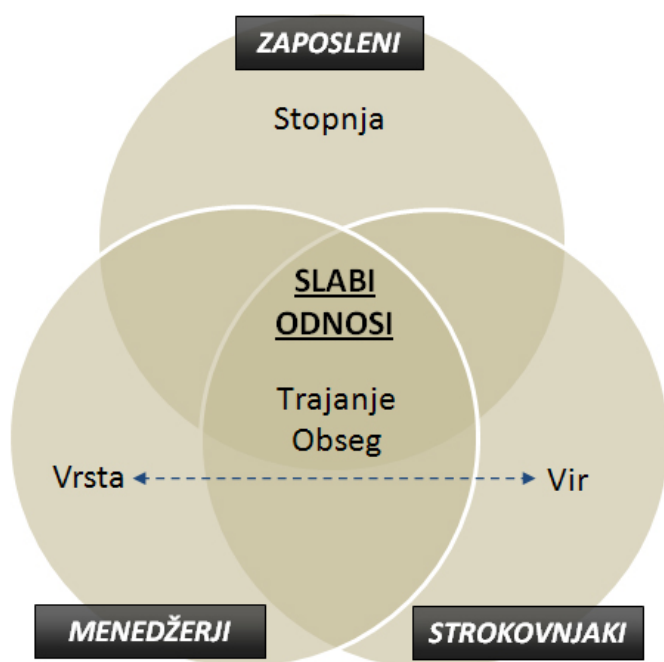 ZAPOSLENI
Stopnja
SLABI
ODNOSI
Trajanje
Obseg
Vrsta
Vir
MENEDŽERJI
STROKOVNJAKI